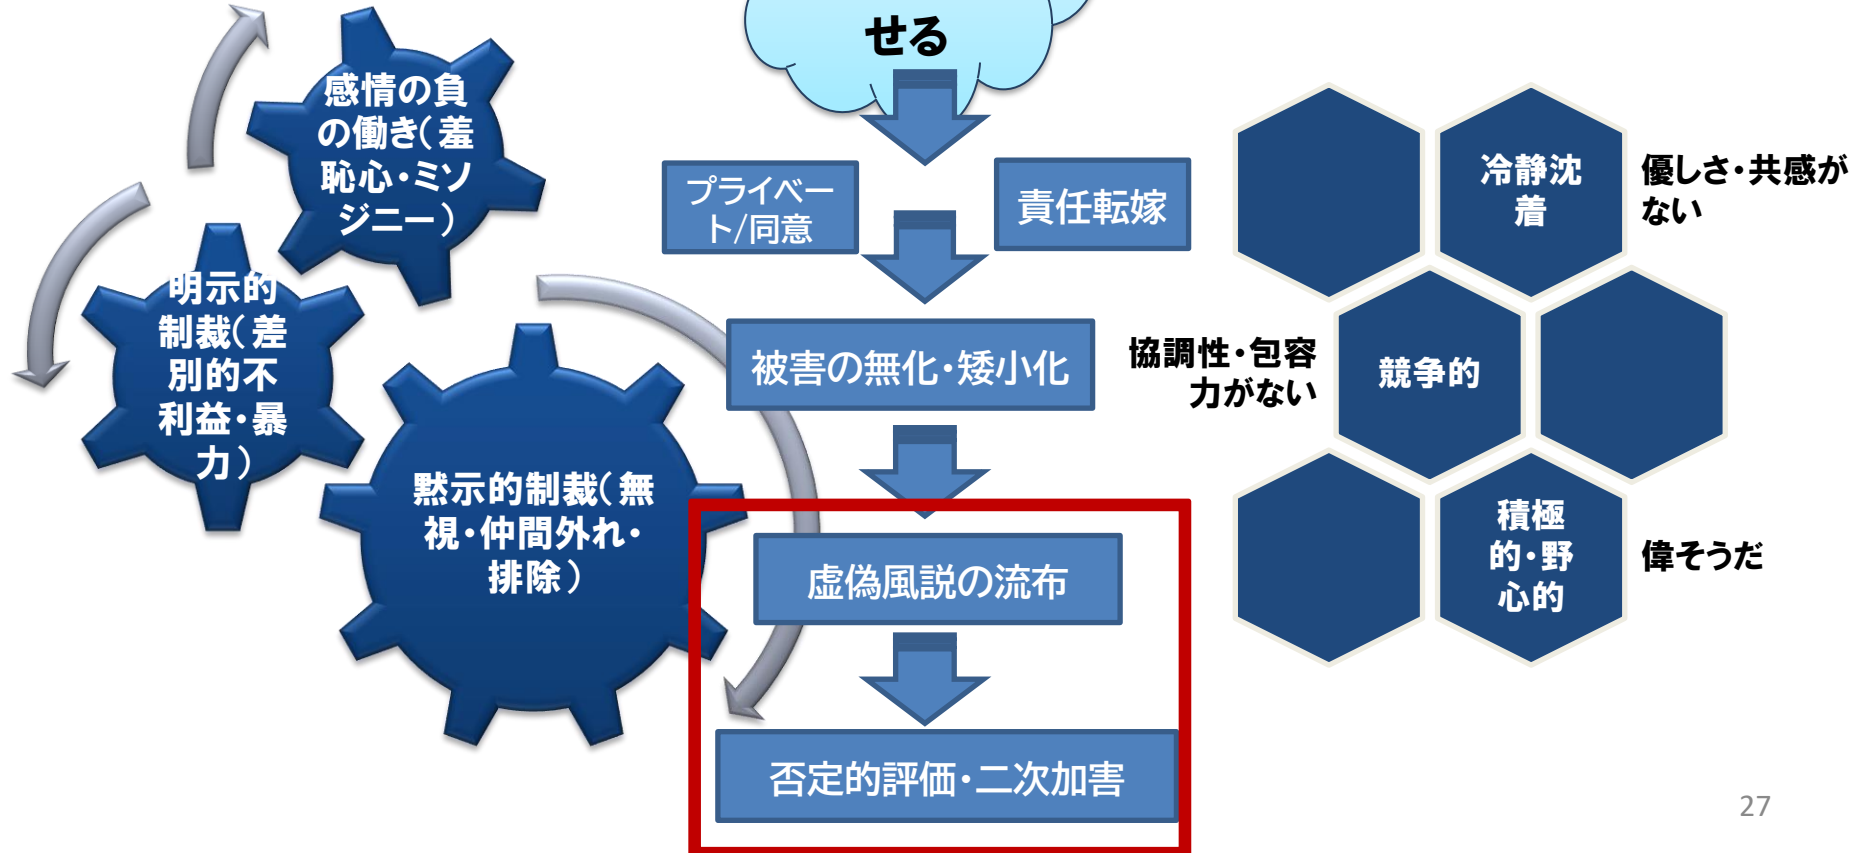 せる
感情の負
の働き(羞
恥心・ミソ
ジニー)
明示的
制裁(差
別的不
利益・暴
力)
黙示的制裁(無
視・仲間外れ・
排除)
プライベー
ト/同意
責任転嫁
被害の無化・矮小化
虚偽風説の流布
否定的評価・二次加害
冷静沈
着
優しさ・共感が
ない
協調性・包容
力がない
競争的
積極
的・野
心的
偉そうだ
27